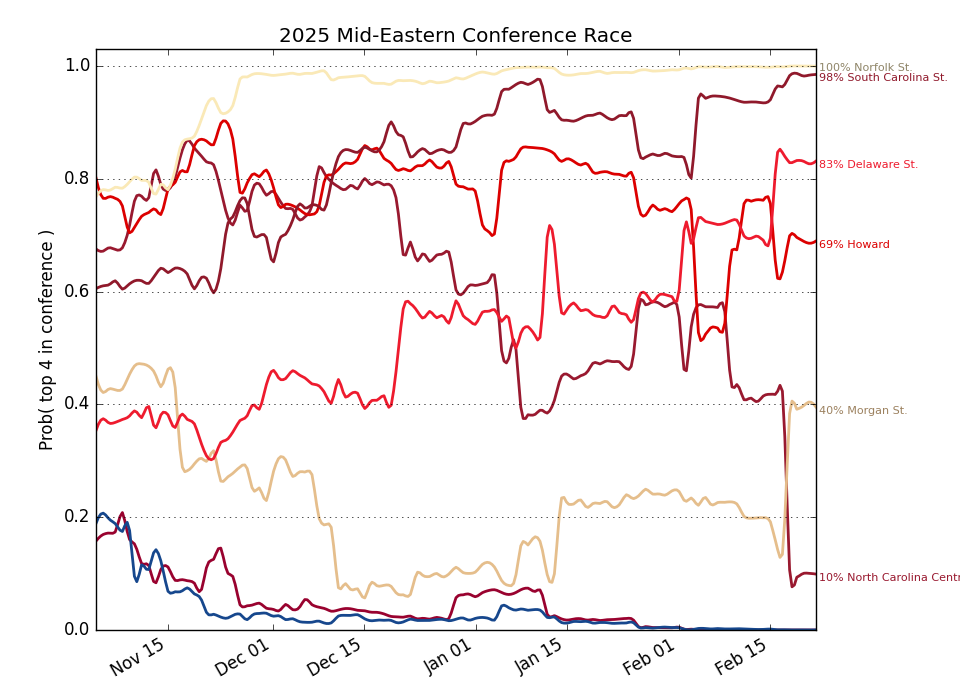 2025 Mid-Eastern Conference Race
1.0
0.8
0.6
0.4
0.2
0.0
Prob( top 4 in conference )
100% Norfolk St.
98% South Carolina St.
83% Delaware St.
69% Howard
40% Morgan St.
10% North Carolina Centr
Nov 15
Dec 01
Dec 15
Jan 01
Jan 15
Feb 01
Feb 15